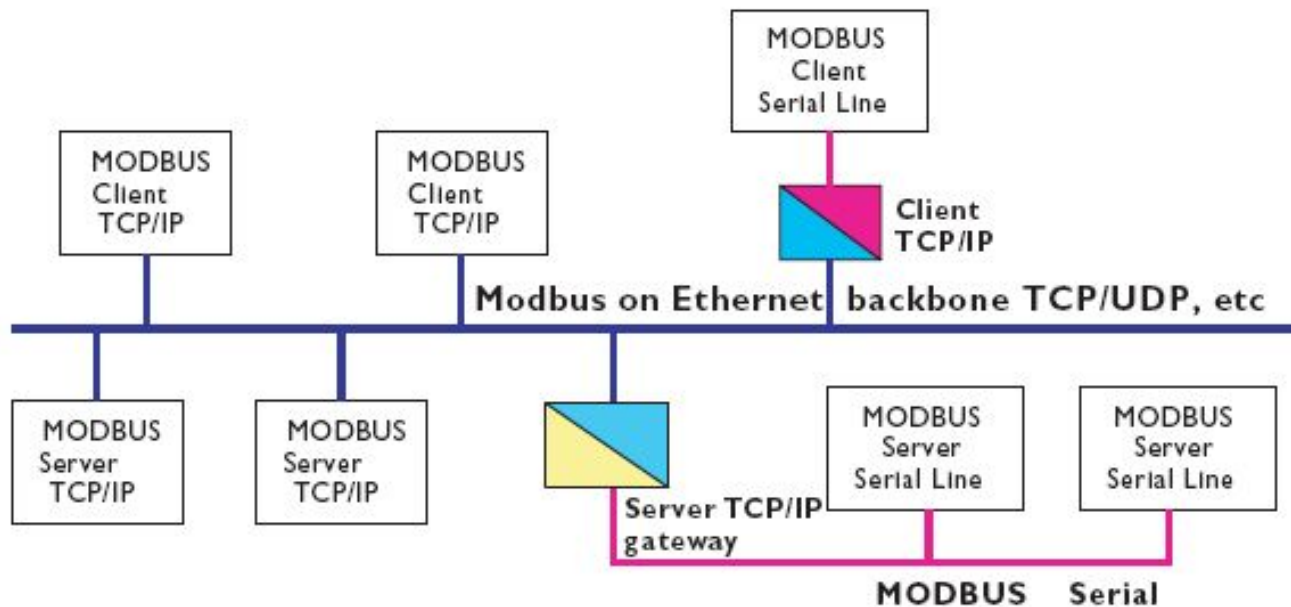 MODBUS
Client
Serial Line
MODBUS
Client
TCP/IP
MODBUS
Client
TCP/IP
Client
TCP/IP
Modbus on Ethernet backbone TCP/UDP, etc
MODBUS
Server
TCP/IP
MODBUS
Server
TCP/IP
MODBUS
Server
Serial Line
MODBUS
Server
Serial Line
Server TCP/IP
gateway
MODBUS Serial